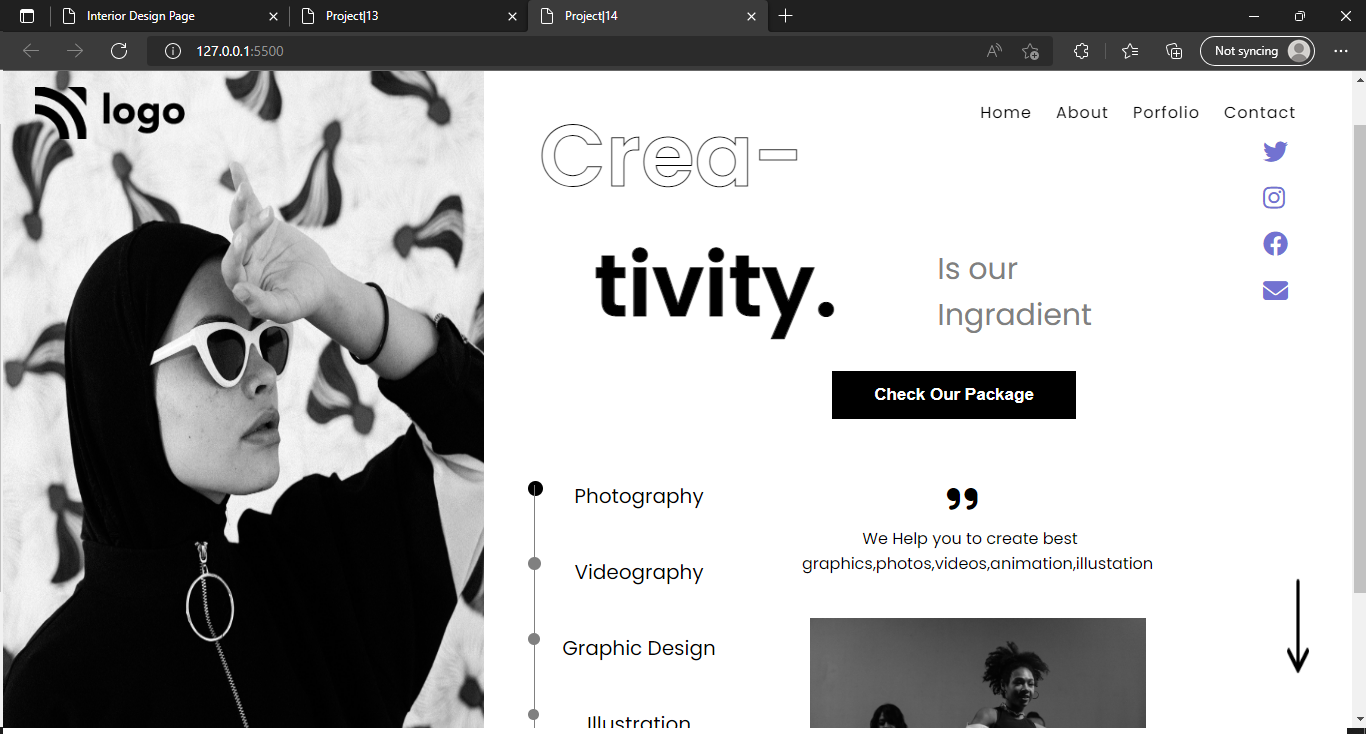 Interior Design Page
Project|13
Project|14
127.0.0.1:5500
Not syncing
logo
Home About Porfolio Contact
Crea-
tivity.
Is our
Ingradient
Check Our Package
Photography
Videography
Graphic Design
Illustration
We Help you to create best
graphics,photos,videos,animation,illustation